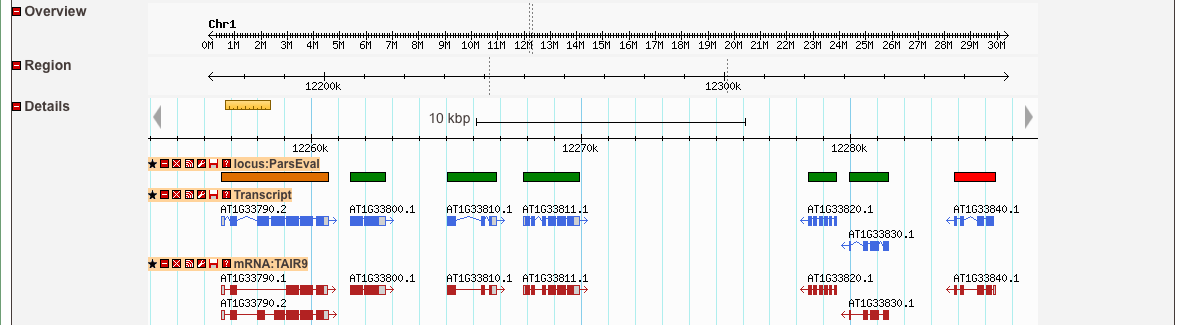 Overview
Chr1
0M 1M 2M 3M 4M 5M 6M 7M 8M 9M 10M 11M 12M 13M 14M 15M 16M 17M 18M 19M 20M 21M 22M 23M 24M 25M 26M 27M 28M 29M 30M
Region
12200k 12300k
Details
10 kbp
12260k 12270k 12280k
locus:ParsEval
Transcript
AT1G33790.2 AT1G33800.1 AT1G33810.1 AT1G33811.1 AT1G33820.1 AT1G33840.1
AT1G33830.1
mRNA:TAIR9
AT1G33790.1 AT1G33800.1 AT1G33810.1 AT1G33811.1 AT1G33820.1 AT1G33840.1
AT1G33790.2 AT1G33830.1